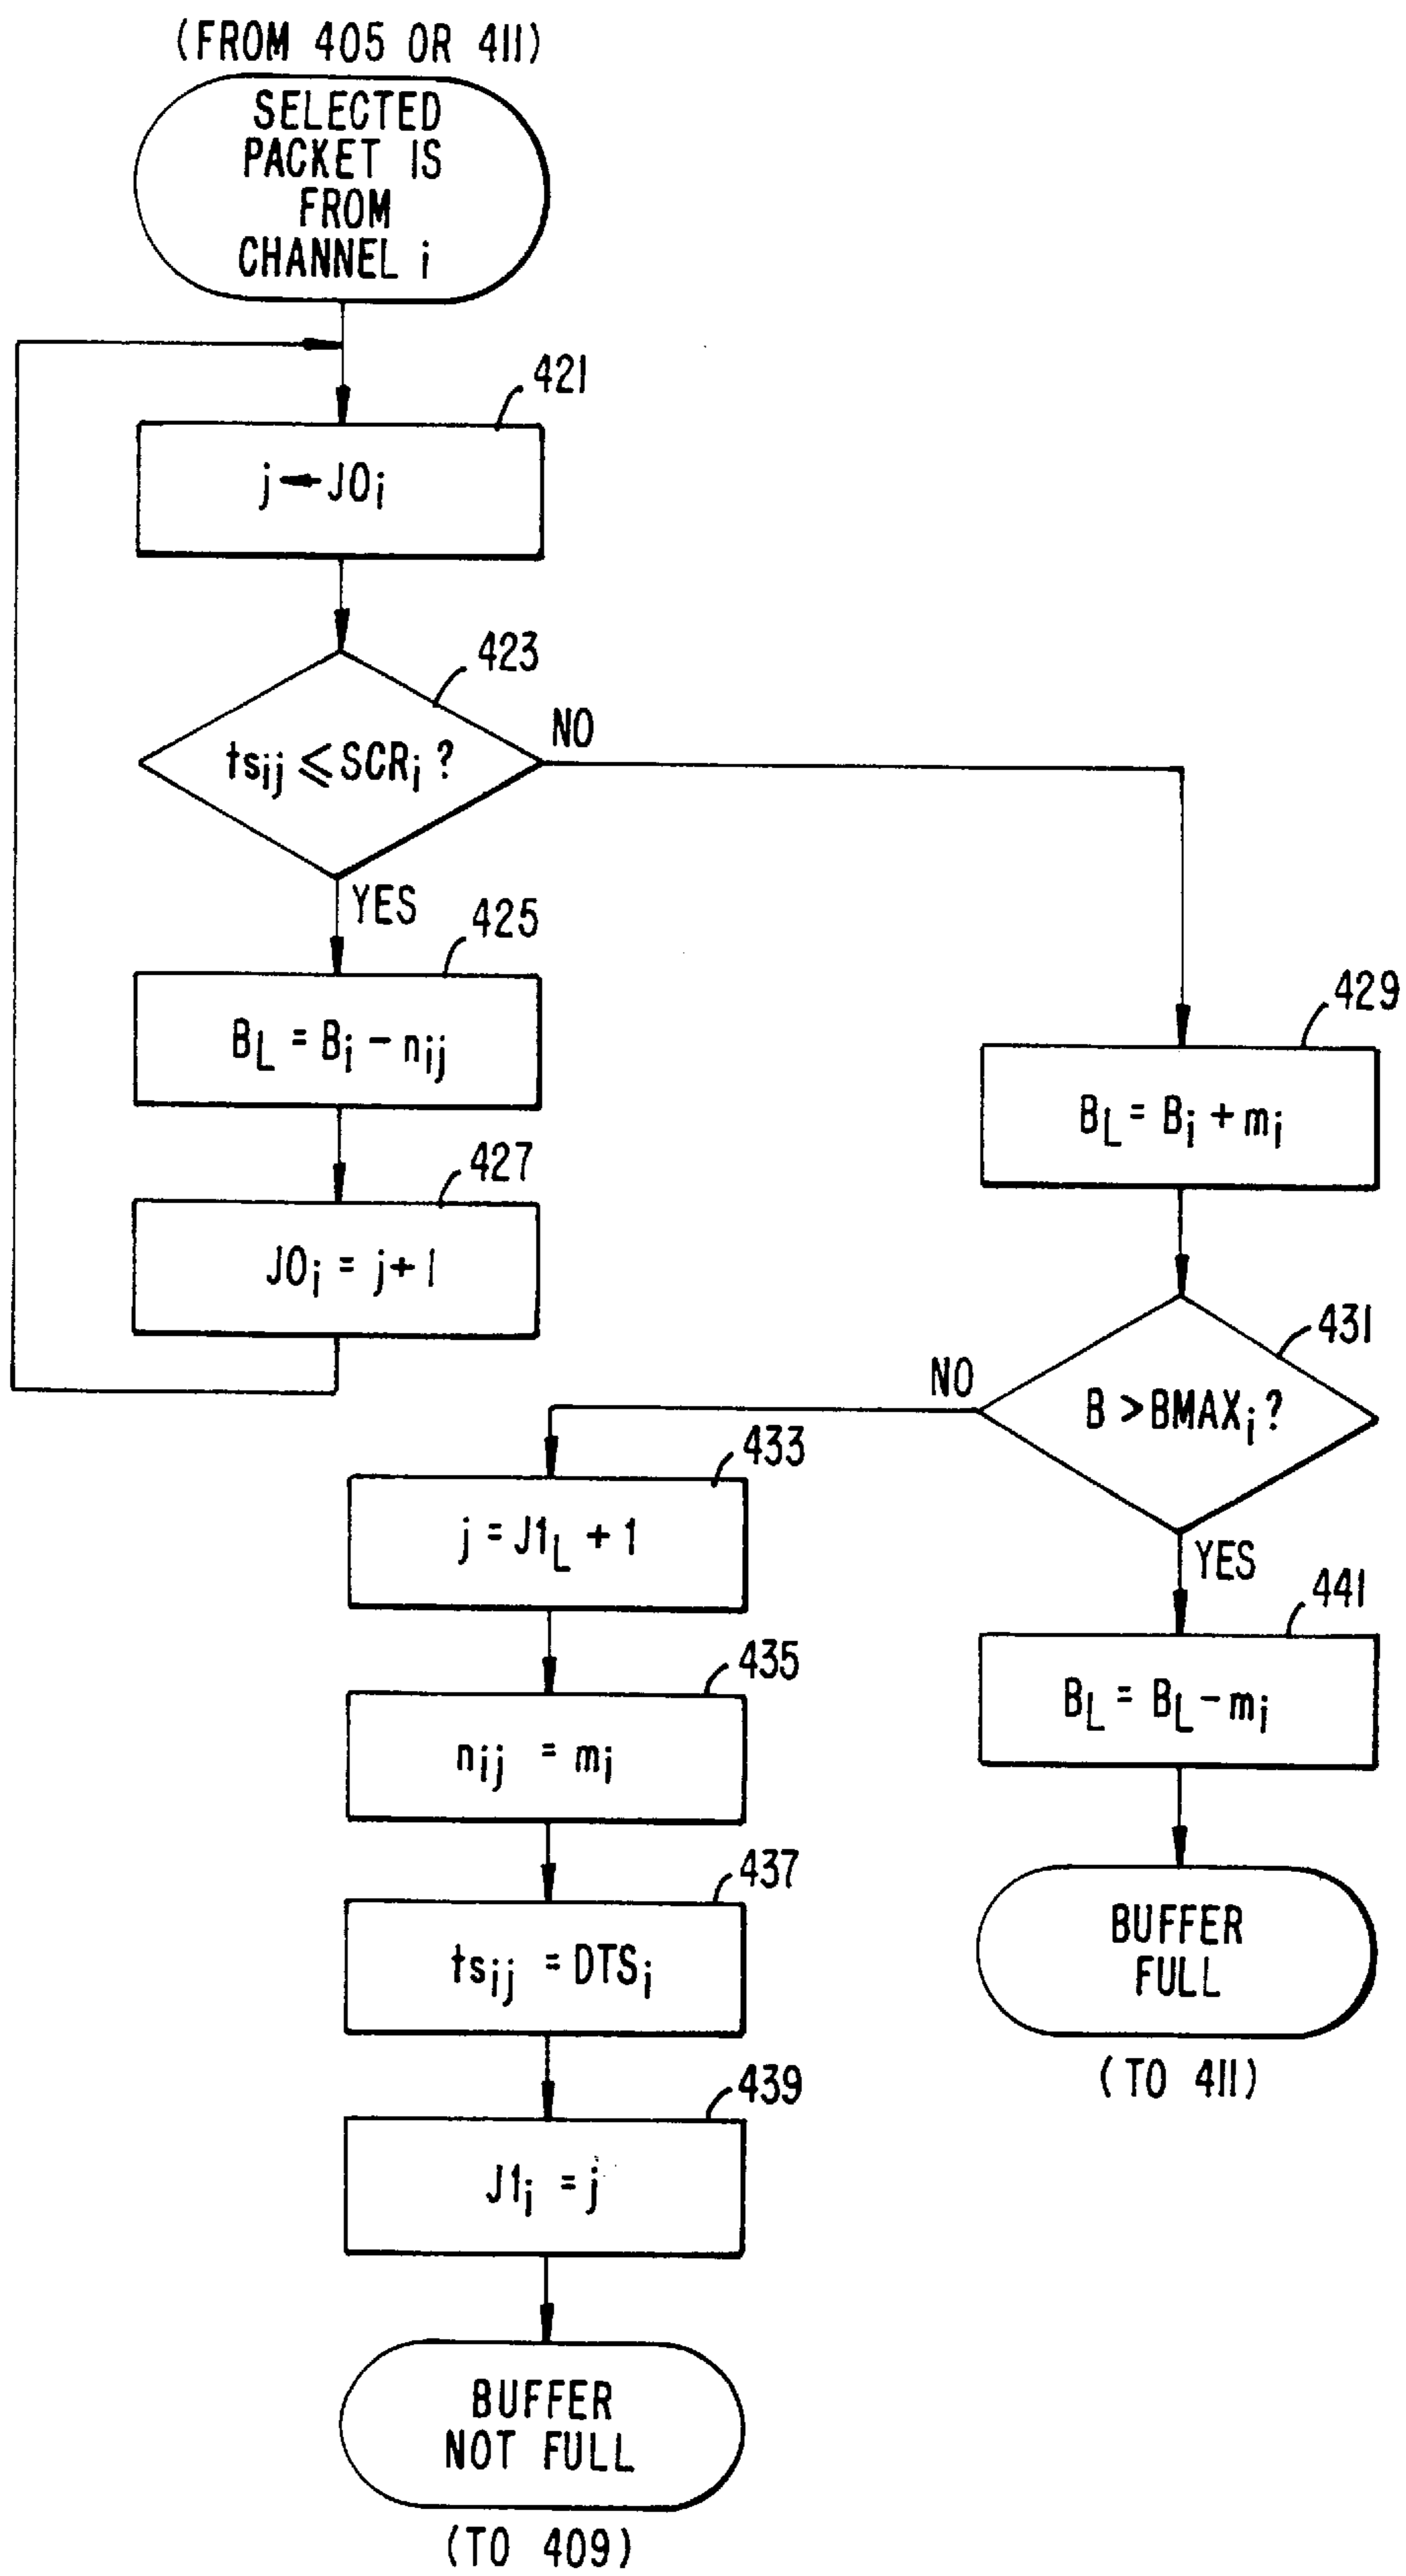 (FROM 405 OR 411)
SELECTED
PACKET IS
FROM
CHANNEL i
421
j ← J0i
423
tsij ≤ SCRi ?
NO
YES
425
BL = Bi − nij
427
J0i = j+1
429
BL = Bi + mi
431
B > BMAXi ?
NO
YES
433
j = J1L + 1
435
nij = mi
437
tsij = DTSi
439
J1i = j
BUFFER
NOT FULL
(TO 409)
441
BL = BL − mi
BUFFER
FULL
(TO 411)